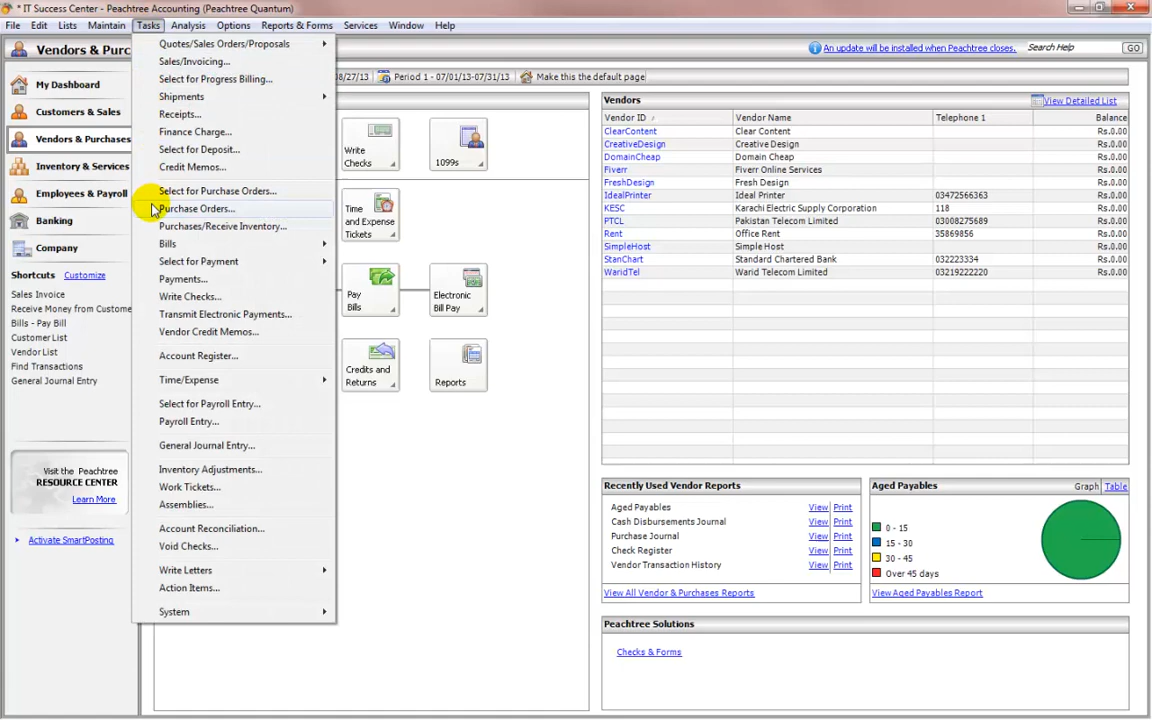 * IT Success Center - Peachtree Accounting (Peachtree Quantum)
File Edit Lists Maintain Tasks Analysis Options Reports & Forms Services Window Help
Vendors & Purc
An update will be installed when Peachtree closes.
Search Help
GO
08/27/13
Period 1 - 07/01/13-07/31/13
Make this the default page
My Dashboard
Customers & Sales
Vendors & Purchases
Inventory & Services
Employees & Payroll
Banking
Company
Shortcuts Customize
Sales Invoice
Receive Money from Custome
Bills - Pay Bill
Customer List
Vendor List
Find Transactions
General Journal Entry
Visit the Peachtree
RESOURCE CENTER
Learn More
Activate SmartPosting
Quotes/Sales Orders/Proposals
Sales/Invoicing...
Select for Progress Billing...
Shipments
Receipts...
Finance Charge...
Select for Deposit...
Credit Memos...
Select for Purchase Orders...
Purchase Orders...
Purchases/Receive Inventory...
Bills
Select for Payment
Payments...
Write Checks...
Transmit Electronic Payments...
Vendor Credit Memos...
Account Register...
Time/Expense
Select for Payroll Entry...
Payroll Entry...
General Journal Entry...
Inventory Adjustments...
Work Tickets...
Assemblies...
Account Reconciliation...
Void Checks...
Write Letters
Action Items...
System
Write
Checks
1099s
Time
and Expense
Tickets
Pay
Bills
Electronic
Bill Pay
Credits and
Returns
Reports
Vendors
View Detailed List
Vendor ID Vendor Name Telephone 1 Balance
ClearContent Clear Content Rs.0.00
CreativeDesign Creative Design Rs.0.00
DomainCheap Domain Cheap Rs.0.00
Fiverr Fiverr Online Services Rs.0.00
FreshDesign Fresh Design Rs.0.00
IdealPrinter Ideal Printer 03472566363 Rs.0.00
KESC Karachi Electric Supply Corporation 118 Rs.0.00
PTCL Pakistan Telecom Limited 03008275689 Rs.0.00
Rent Office Rent 35869856 Rs.0.00
SimpleHost Simple Host Rs.0.00
StanChart Standard Chartered Bank 032223334 Rs.0.00
WaridTel Warid Telecom Limited 03219222220 Rs.0.00
Recently Used Vendor Reports
Aged Payables View Print
Cash Disbursements Journal View Print
Purchase Journal View Print
Check Register View Print
Vendor Transaction History View Print
View All Vendor & Purchases Reports
Aged Payables
Graph Table
0 - 15
15 - 30
30 - 45
Over 45 days
View Aged Payables Report
Peachtree Solutions
Checks & Forms